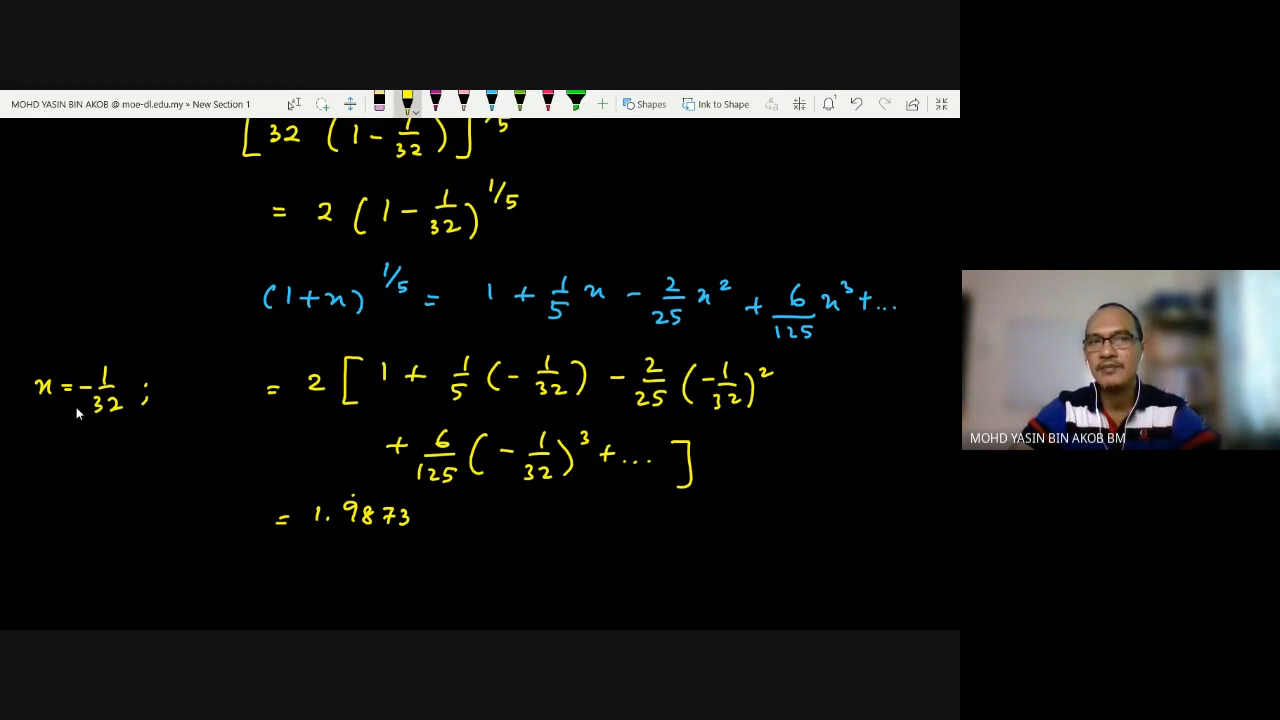 MOHD YASIN BIN AKOB @ moe-dl.edu.my » New Section 1
Shapes
Ink to Shape
[32 (1 - 1/32)]^1/5
= 2 (1 - 1/32)^1/5
(1 + x)^1/5 = 1 + 1/5 x - 2/25 x² + 6/125 x³ + ...
x = -1/32 ; = 2 [ 1 + 1/5 (- 1/32) - 2/25 (-1/32)²
+ 6/125 (- 1/32)³ + ... ]
= 1.9873
MOHD YASIN BIN AKOB BM